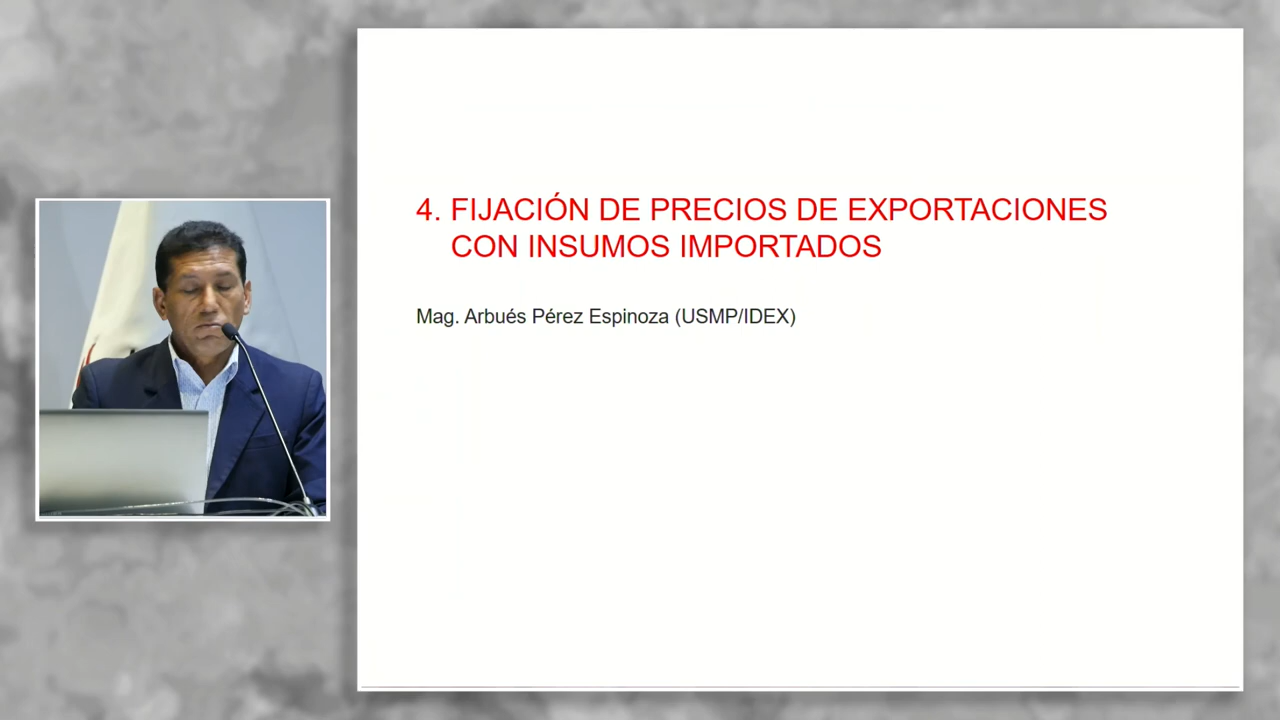 4. FIJACIÓN DE PRECIOS DE EXPORTACIONES
CON INSUMOS IMPORTADOS
Mag. Arbués Pérez Espinoza (USMP/IDEX)